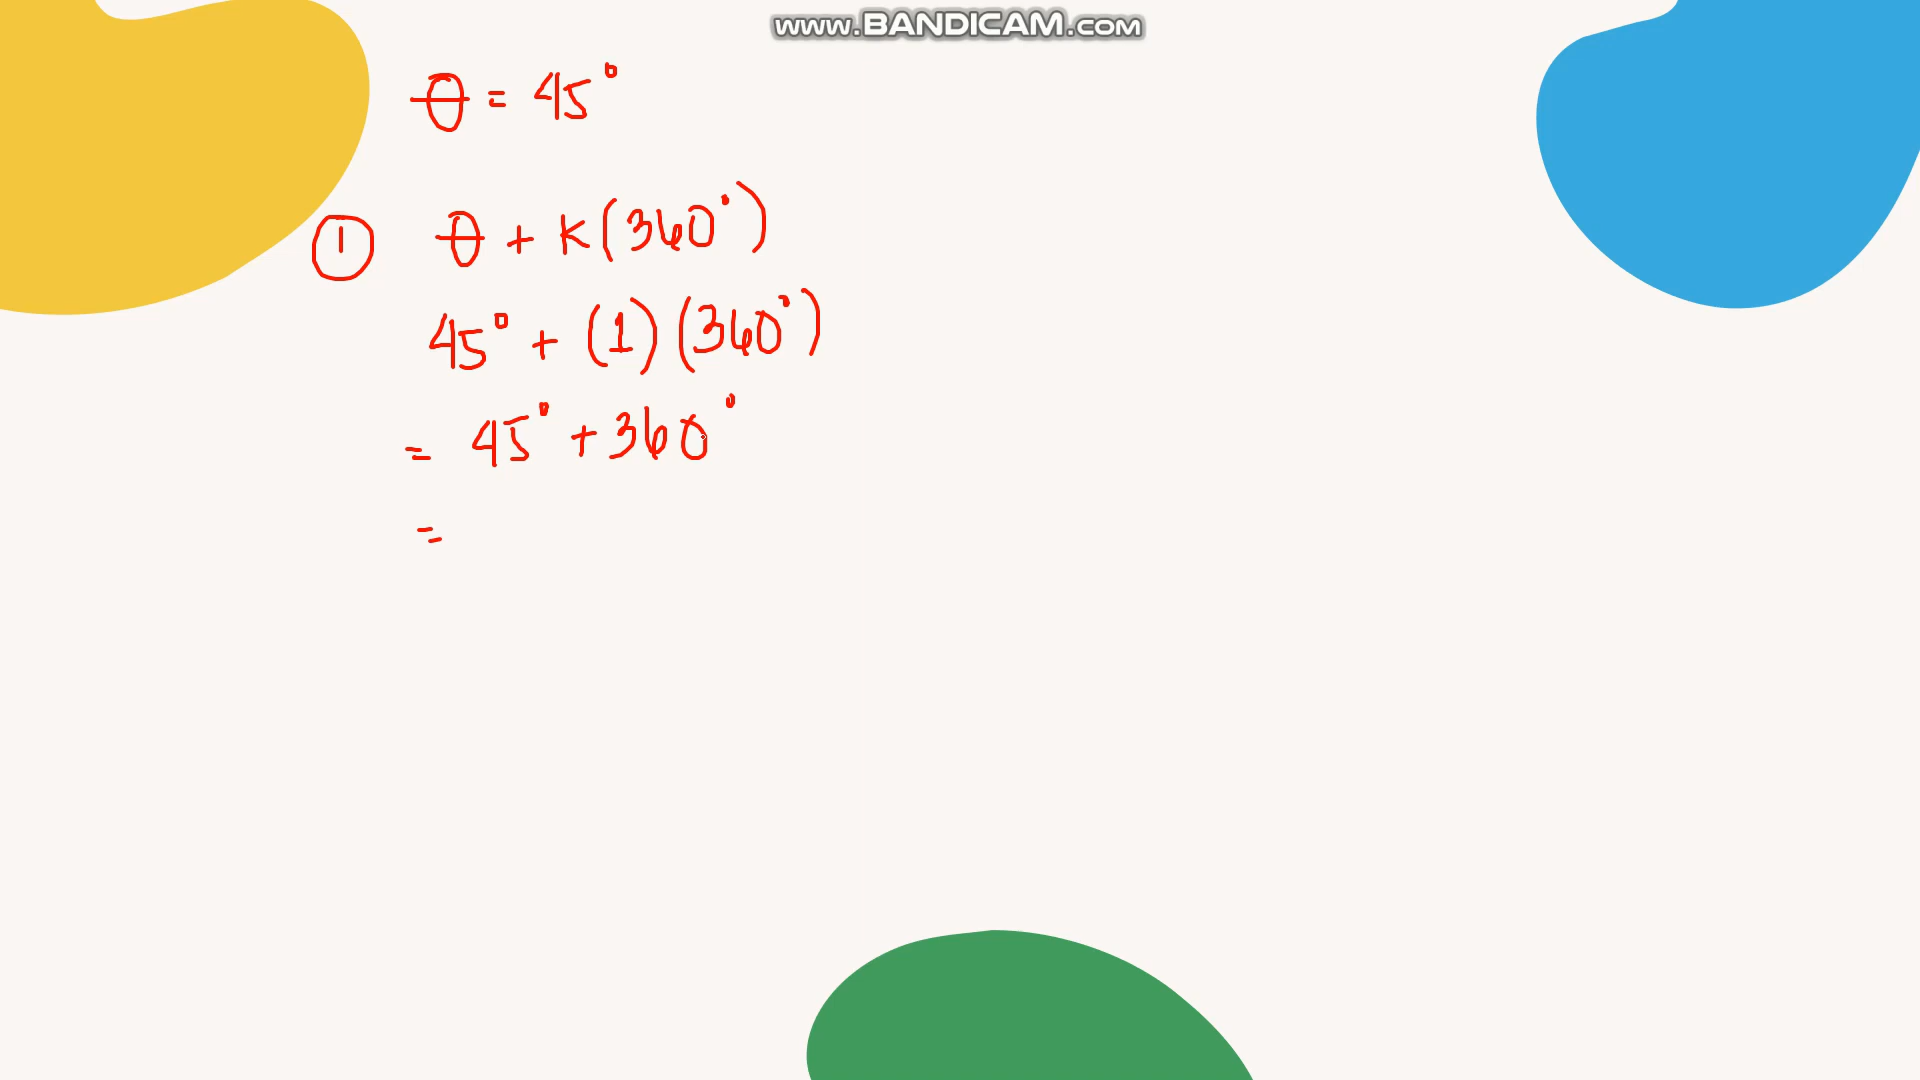 www.BANDICAM.com
θ = 45°
① θ + K(360°)
45° + (1)(360°)
= 45° + 360°
=